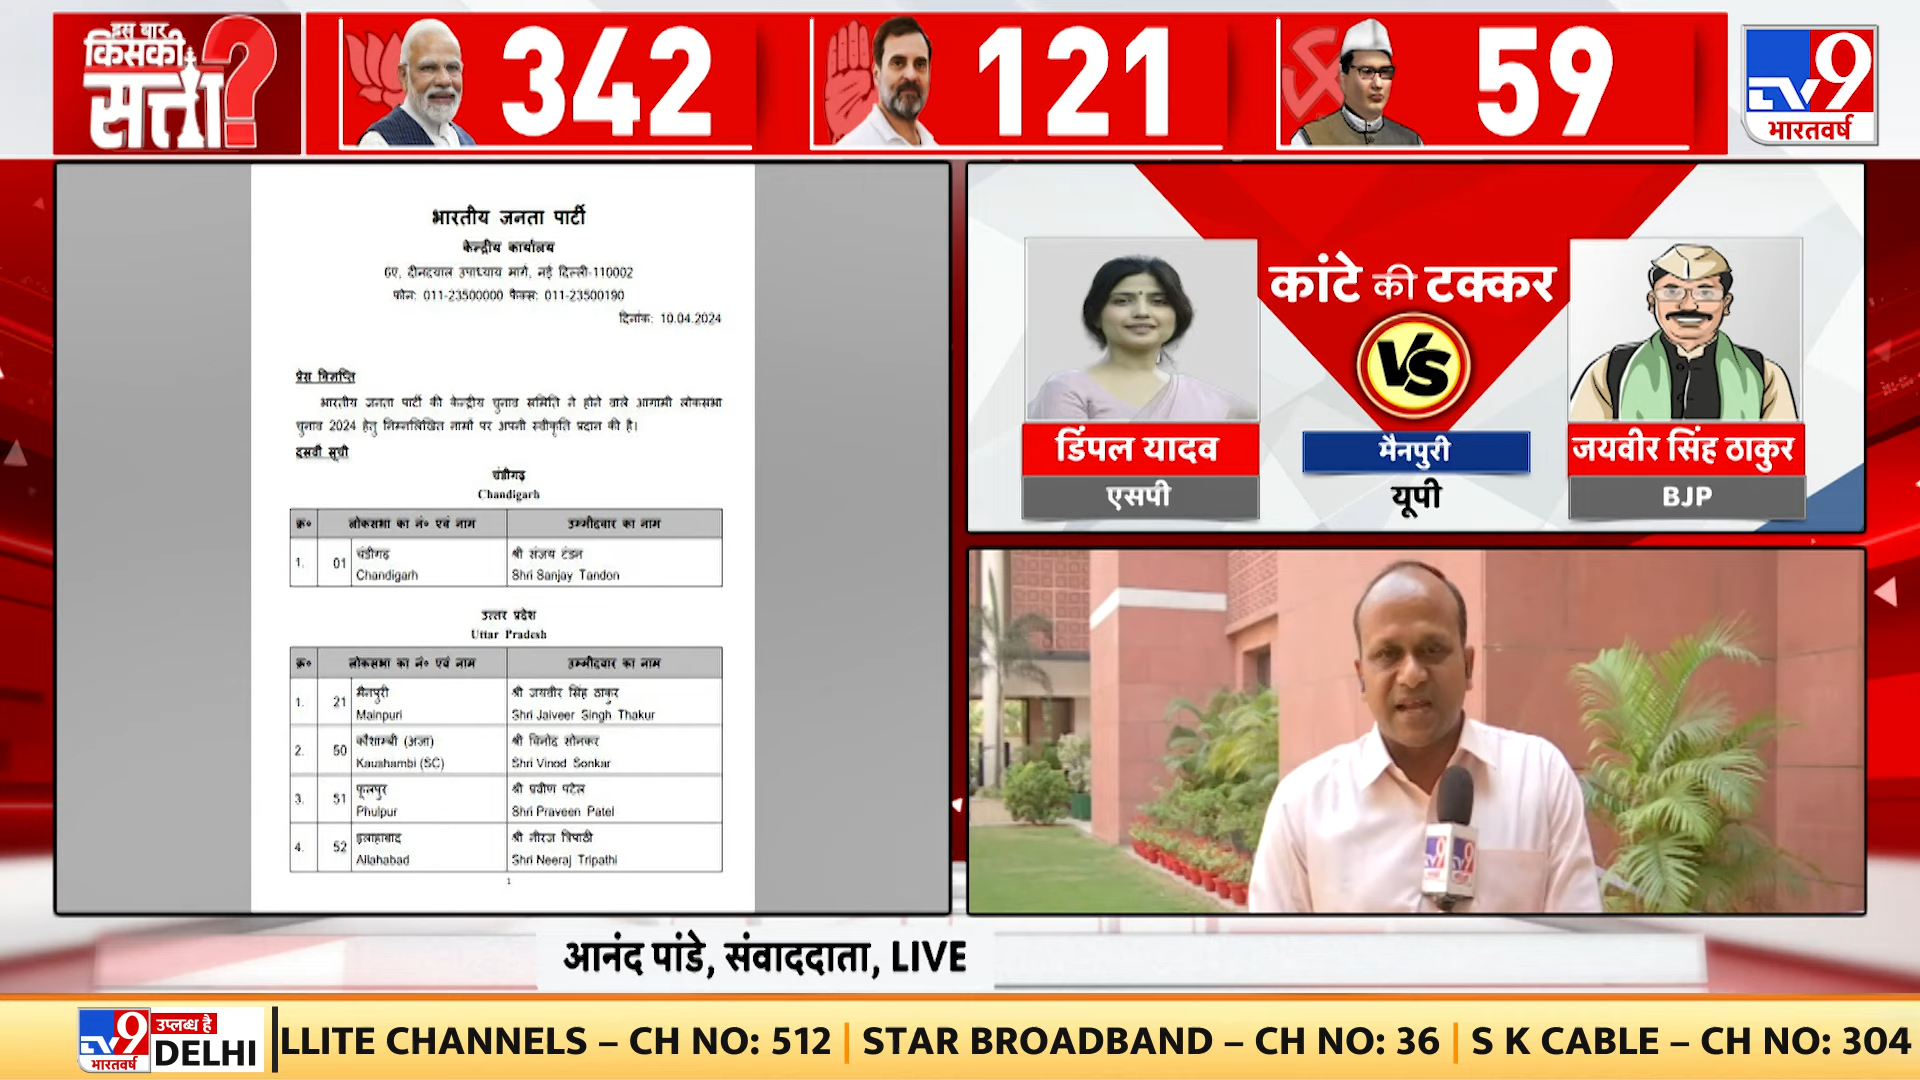 इस बार
किसकी
सत्ता?
342
121
59
TV9
भारतवर्ष
भारतीय जनता पार्टी
केन्द्रीय कार्यालय
6ए, दीनदयाल उपाध्याय मार्ग, नई दिल्ली-110002
फोन: 011-23500000 फैक्स: 011-23500190
दिनांक: 10.04.2024
प्रेस विज्ञप्ति
भारतीय जनता पार्टी की केन्द्रीय चुनाव समिति ने होने वाले आगामी लोकसभा
चुनाव 2024 हेतु निम्नलिखित नामों पर अपनी स्वीकृति प्रदान की है।
दसवी सूची
चंडीगढ़
Chandigarh
क्र० लोकसभा का नं० एवं नाम उम्मीदवार का नाम
1. 01 चंडीगढ़ श्री संजय टंडन
Chandigarh Shri Sanjay Tandon
उत्तर प्रदेश
Uttar Pradesh
क्र० लोकसभा का नं० एवं नाम उम्मीदवार का नाम
1. 21 मैनपुरी श्री जयवीर सिंह ठाकुर
Mainpuri Shri Jaiveer Singh Thakur
2. 50 कौशाम्बी (अजा) श्री विनोद सोनकर
Kaushambi (SC) Shri Vinod Sonkar
3. 51 फूलपुर श्री प्रवीण पटेल
Phulpur Shri Praveen Patel
4. 52 इलाहाबाद श्री नीरज त्रिपाठी
Allahabad Shri Neeraj Tripathi
1
कांटे की टक्कर
VS
डिंपल यादव
एसपी
मैनपुरी
यूपी
जयवीर सिंह ठाकुर
BJP
TV9
TV9
आनंद पांडे, संवाददाता, LIVE
TV9
भारतवर्ष
उप्लब्ध है
DELHI
LLITE CHANNELS – CH NO: 512 | STAR BROADBAND – CH NO: 36 | S K CABLE – CH NO: 304